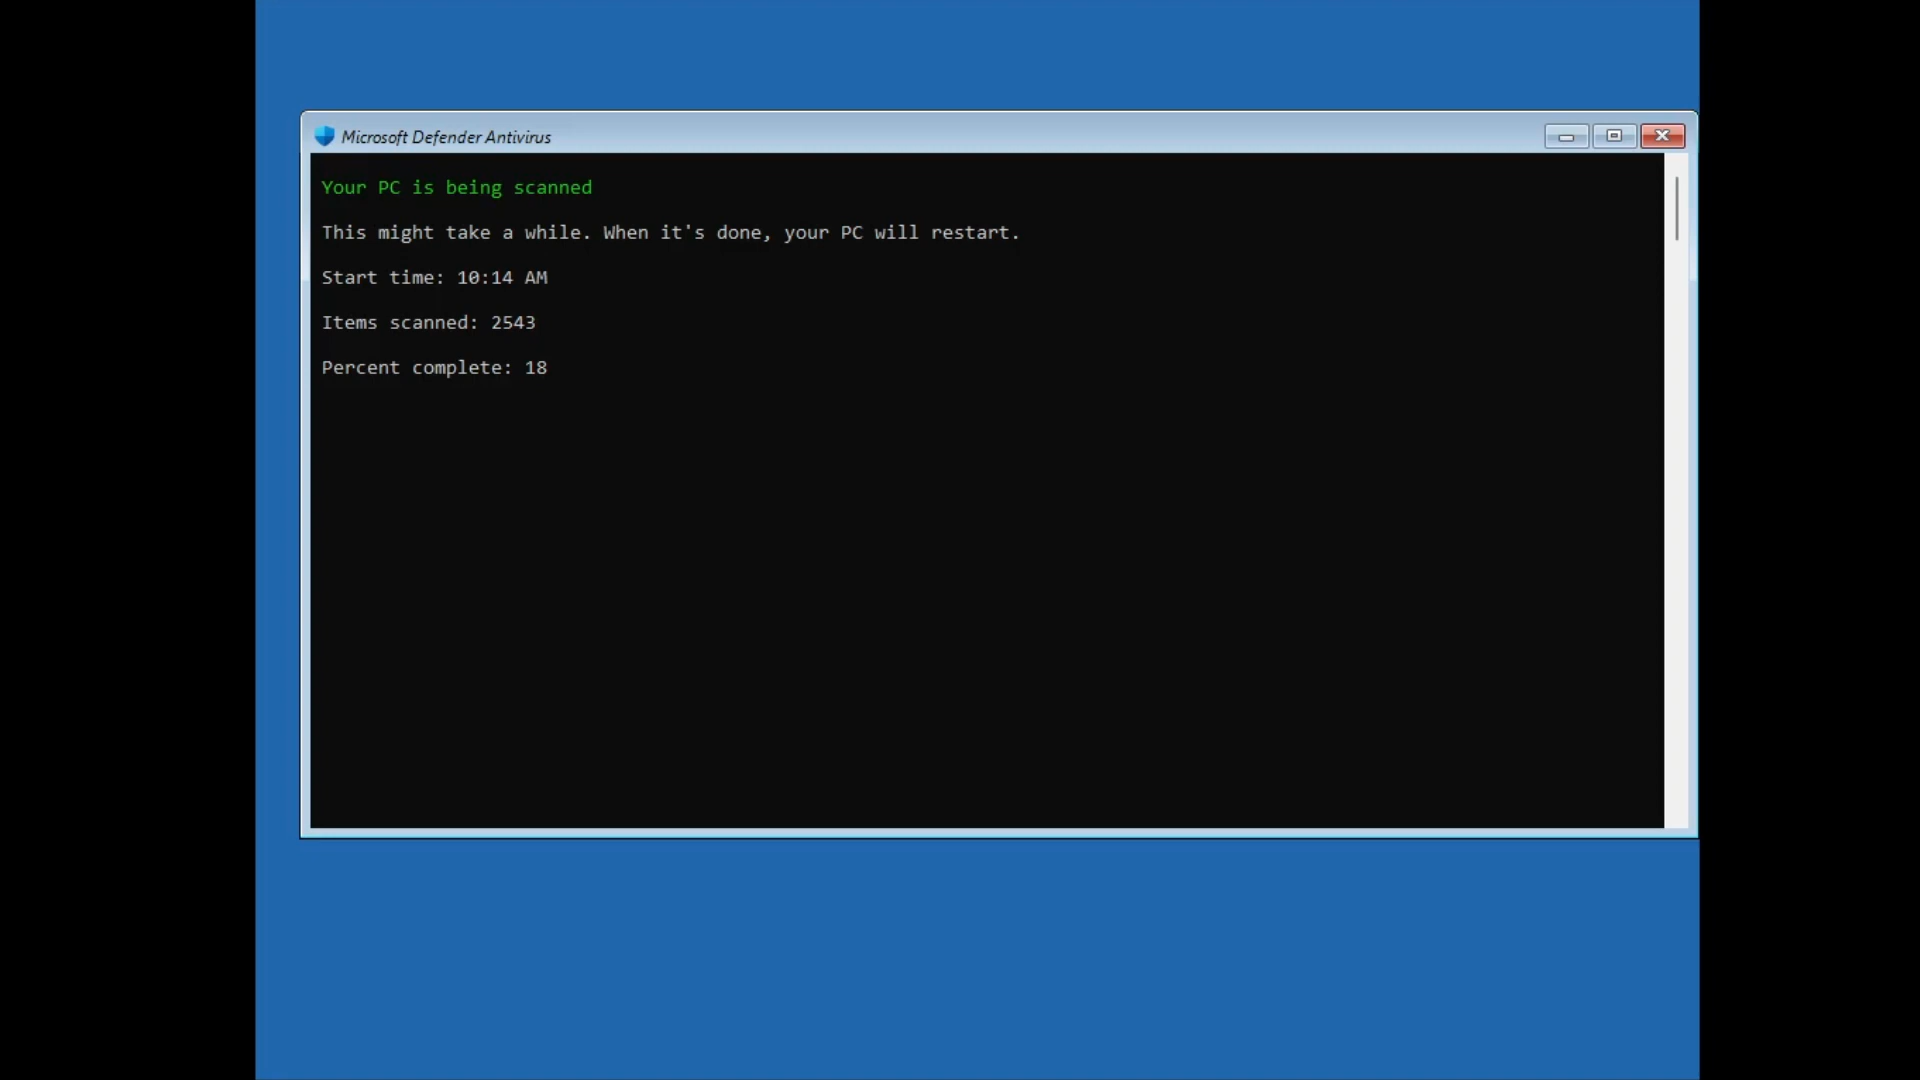 Microsoft Defender Antivirus
Your PC is being scanned
This might take a while. When it's done, your PC will restart.
Start time: 10:14 AM
Items scanned: 2543
Percent complete: 18